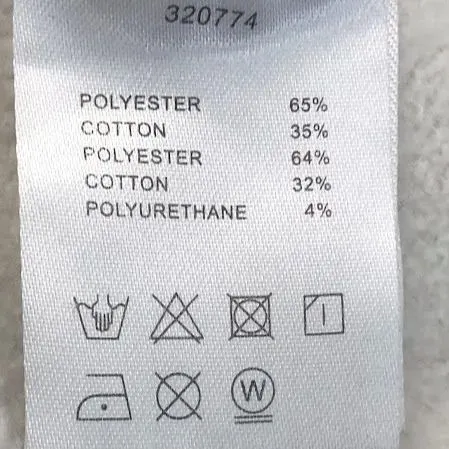 320774
POLYESTER 65%
COTTON 35%
POLYESTER 64%
COTTON 32%
POLYURETHANE 4%
W